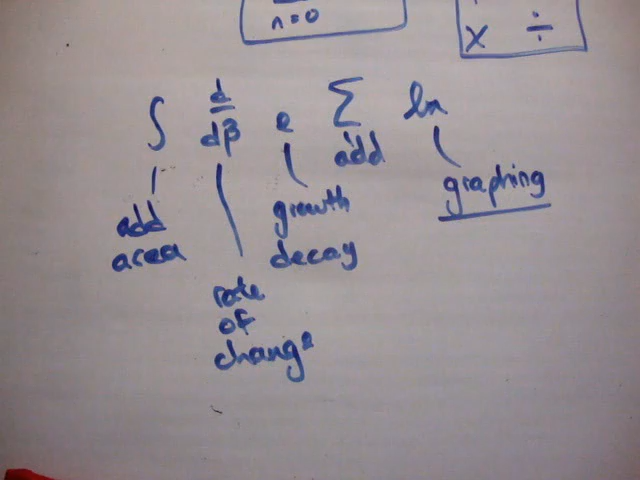 n=0
× ÷
∫ d/dβ e Σ ln
add
area
rate
of
change
growth
decay
add
graphing